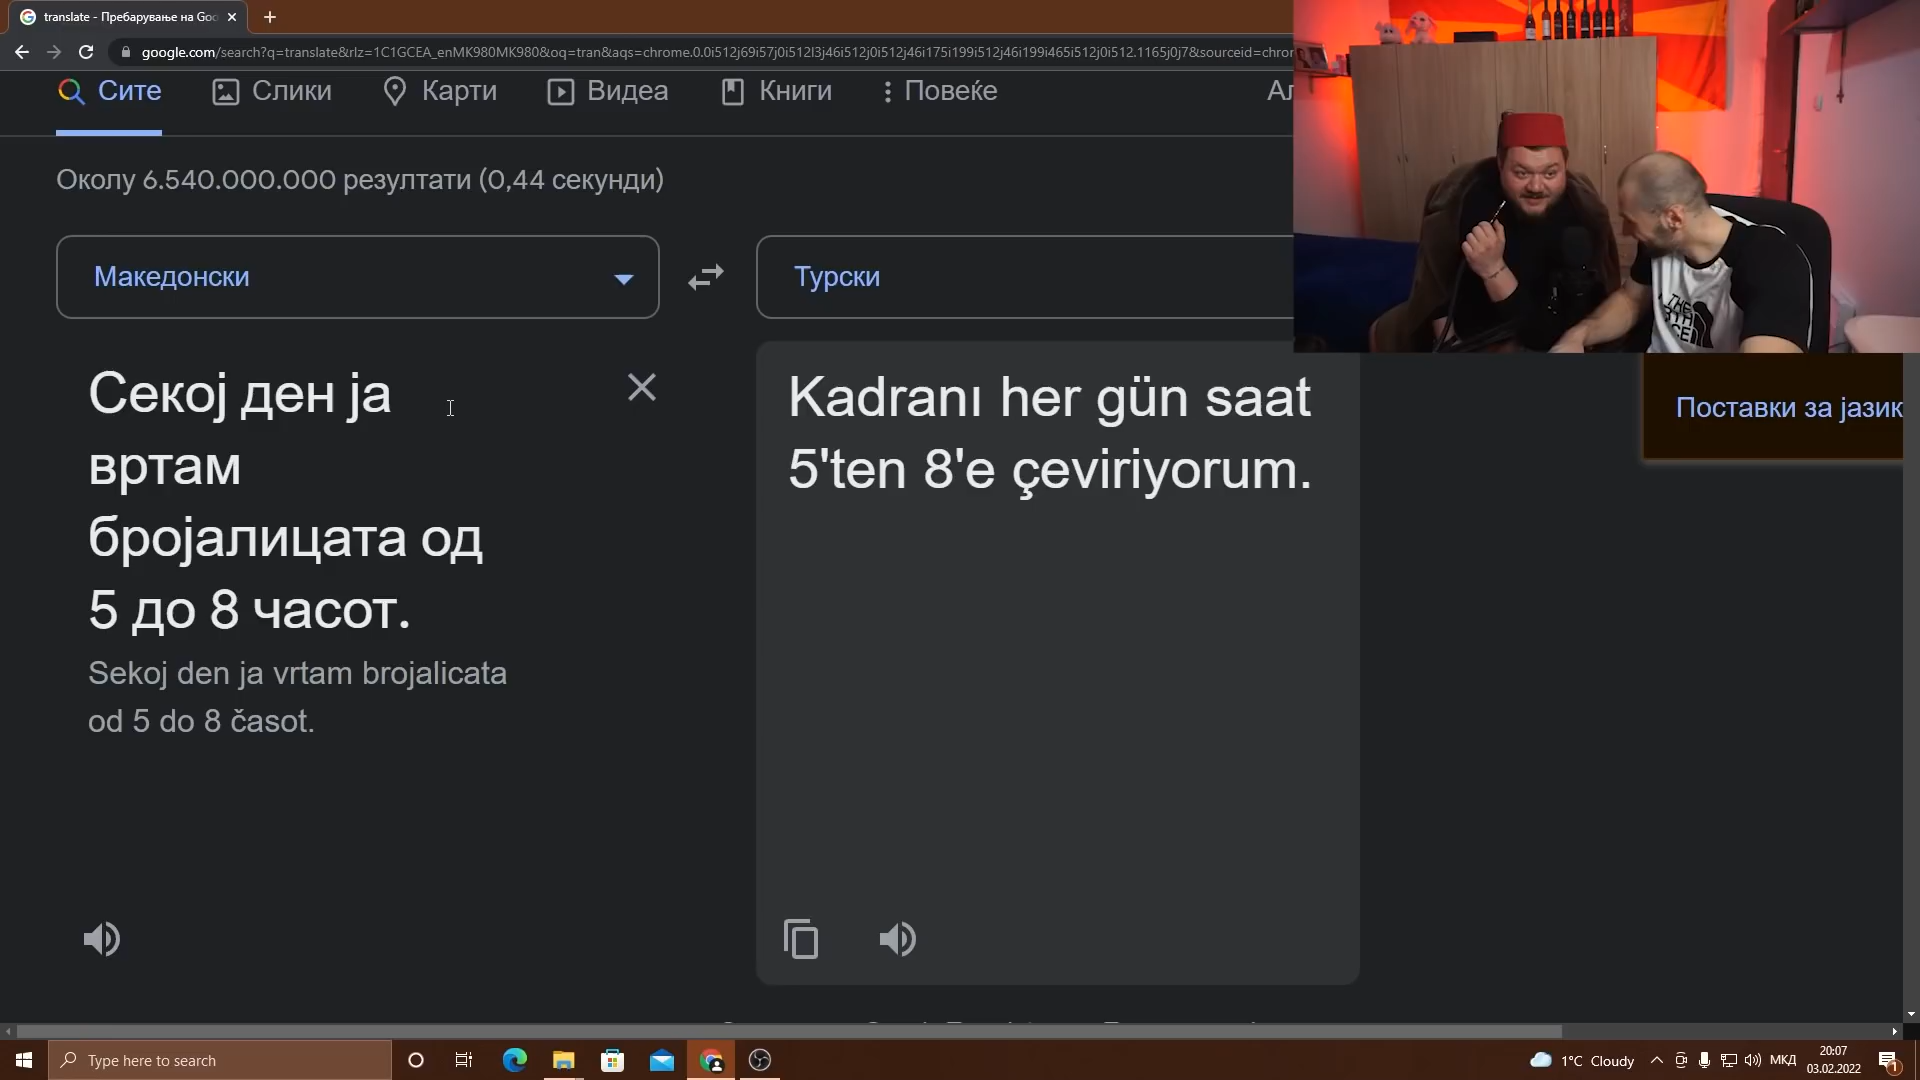 translate - Пребарување на Goo
google.com/search?q=translate&rlz=1C1GCEA_enMK980MK980&oq=tran&aqs=chrome.0.0i512j69i57j0i512l3j46i512j0i512j46i175i199i512j46i199i465i512j0i512.1165j0j7&sourceid=chro
Сите Слики Карти Видеа Книги Повеќе
Околу 6.540.000.000 резултати (0,44 секунди)
Македонски
Турски
Секој ден ја
вртам
бројалицата од
5 до 8 часот.
Sekoj den ja vrtam brojalicata
od 5 do 8 časot.
Kadranı her gün saat
5'ten 8'e çeviriyorum.
Поставки за јазик
THE
Type here to search
1°C Cloudy
МКД
20:07
03.02.2022
1